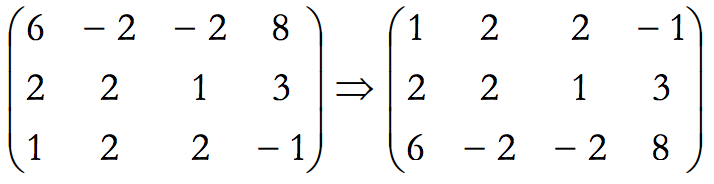 6 − 2 − 2 8 1 2 2 − 1
2 2 1 3 ⇒ 2 2 1 3
1 2 2 − 1 6 − 2 − 2 8